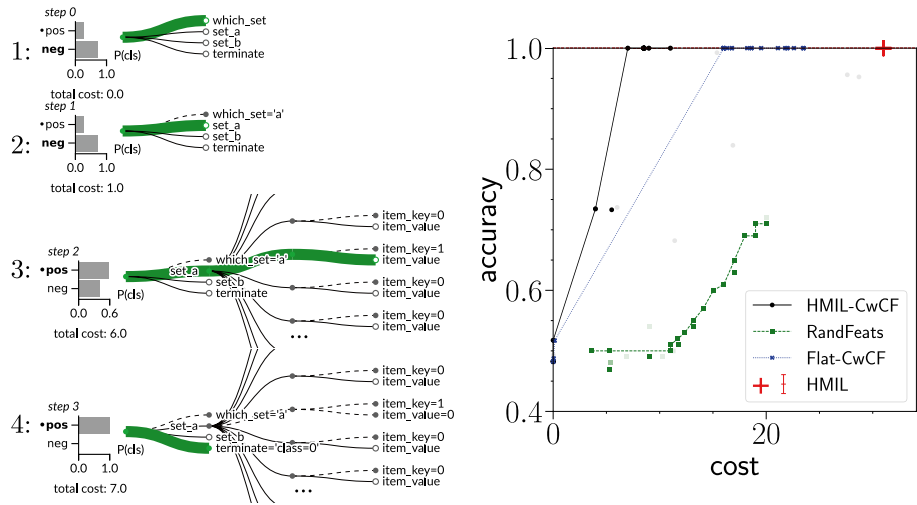 1:
step 0
•pos
neg
0.0 1.0
P(cls)
total cost: 0.0
which_set
set_a
set_b
terminate
2:
step 1
•pos
neg
0.0 1.0
P(cls)
total cost: 1.0
which_set='a'
set_a
set_b
terminate
3:
step 2
•pos
neg
0.0 0.6
P(cls)
total cost: 6.0
which_set='a'
set_a
set_b
terminate
item_key=0
item_value
item_key=1
item_value
item_key=0
item_value
item_key=0
item_value
...
4:
step 3
•pos
neg
0.0 1.0
P(cls)
total cost: 7.0
which_set='a'
set_a
set_b
terminate='class=0'
item_key=0
item_value
item_key=1
item_value=0
item_key=0
item_value
item_key=0
item_value
...
accuracy
1.0
0.8
0.6
0.4
0 20
cost
HMIL-CwCF
RandFeats
Flat-CwCF
HMIL